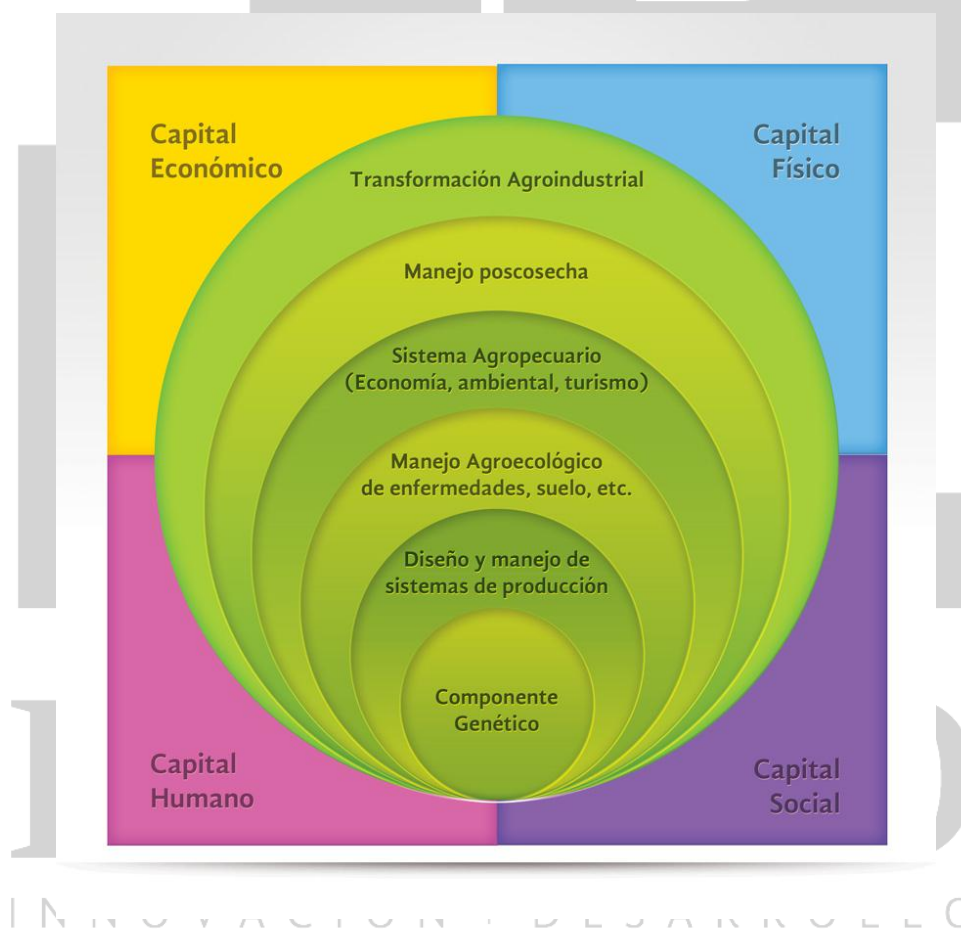 Capital
Económico
Capital
Físico
Transformación Agroindustrial
Manejo poscosecha
Sistema Agropecuario
(Economía, ambiental, turismo)
Manejo Agroecológico
de enfermedades, suelo, etc.
Diseño y manejo de
sistemas de producción
Componente
Genético
Capital
Humano
Capital
Social